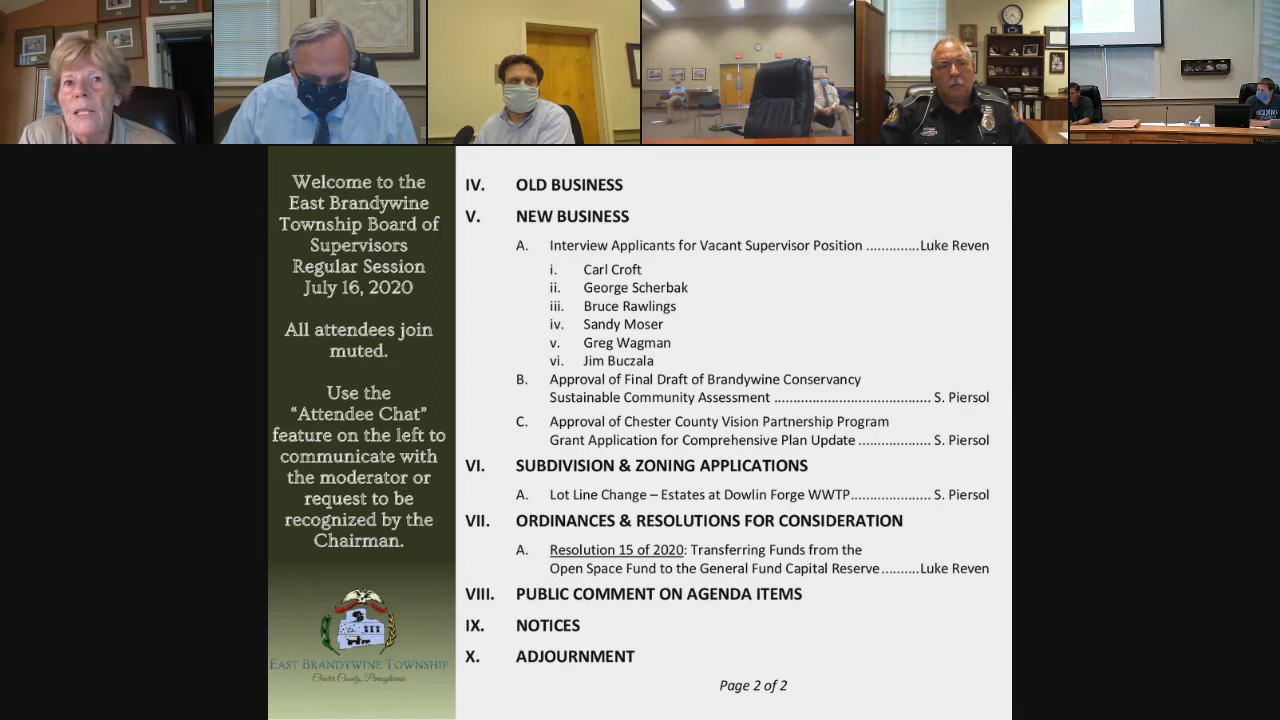 Welcome to the
East Brandywine
Township Board of
Supervisors
Regular Session
July 16, 2020
All attendees join
muted.
Use the
“Attendee Chat”
feature on the left to
communicate with
the moderator or
request to be
recognized by the
Chairman.
EAST BRANDYWINE TOWNSHIP
Chester County, Pennsylvania
IV. OLD BUSINESS
V. NEW BUSINESS
A. Interview Applicants for Vacant Supervisor Position ..............Luke Reven
i. Carl Croft
ii. George Scherbak
iii. Bruce Rawlings
iv. Sandy Moser
v. Greg Wagman
vi. Jim Buczala
B. Approval of Final Draft of Brandywine Conservancy
Sustainable Community Assessment ........................................ S. Piersol
C. Approval of Chester County Vision Partnership Program
Grant Application for Comprehensive Plan Update ................... S. Piersol
VI. SUBDIVISION & ZONING APPLICATIONS
A. Lot Line Change – Estates at Dowlin Forge WWTP..................... S. Piersol
VII. ORDINANCES & RESOLUTIONS FOR CONSIDERATION
A. Resolution 15 of 2020: Transferring Funds from the
Open Space Fund to the General Fund Capital Reserve..........Luke Reven
VIII. PUBLIC COMMENT ON AGENDA ITEMS
IX. NOTICES
X. ADJOURNMENT
Page 2 of 2